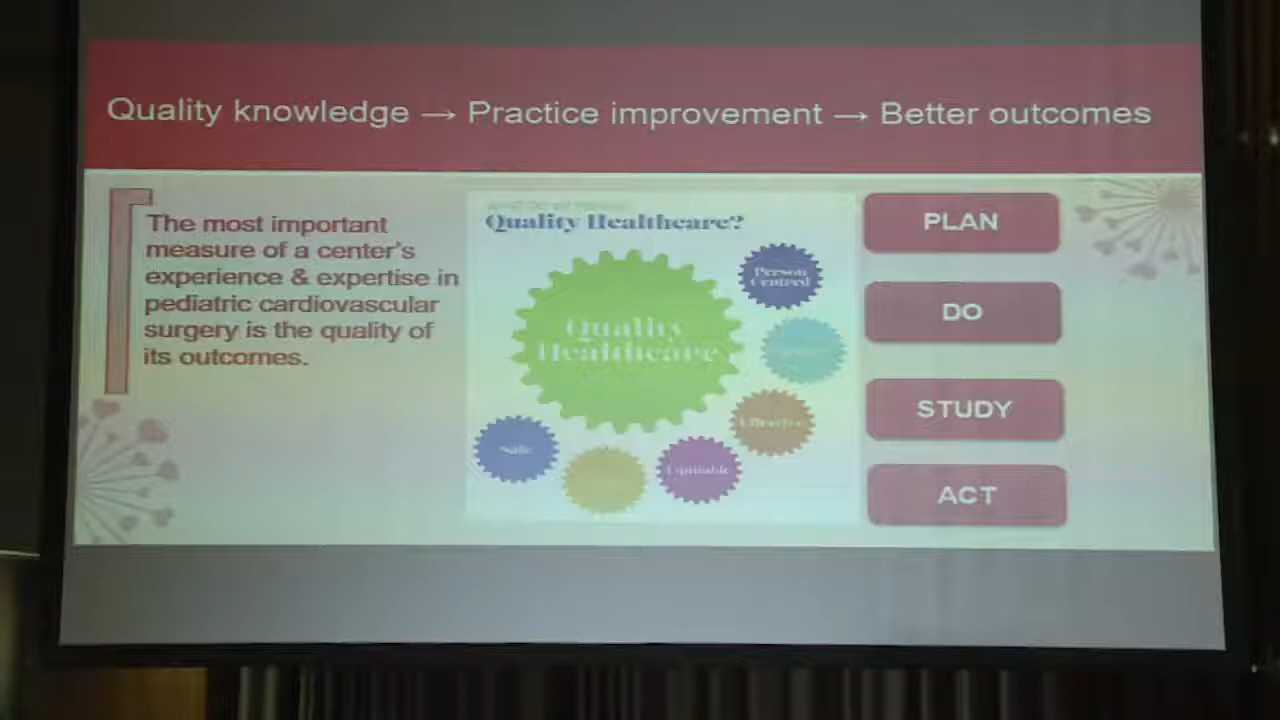 Quality knowledge → Practice improvement → Better outcomes
The most important
measure of a center's
experience & expertise in
pediatric cardiovascular
surgery is the quality of
its outcomes.
Quality Healthcare?
Quality
Healthcare
Person
Centred
Effective
Equitable
Safe
PLAN
DO
STUDY
ACT